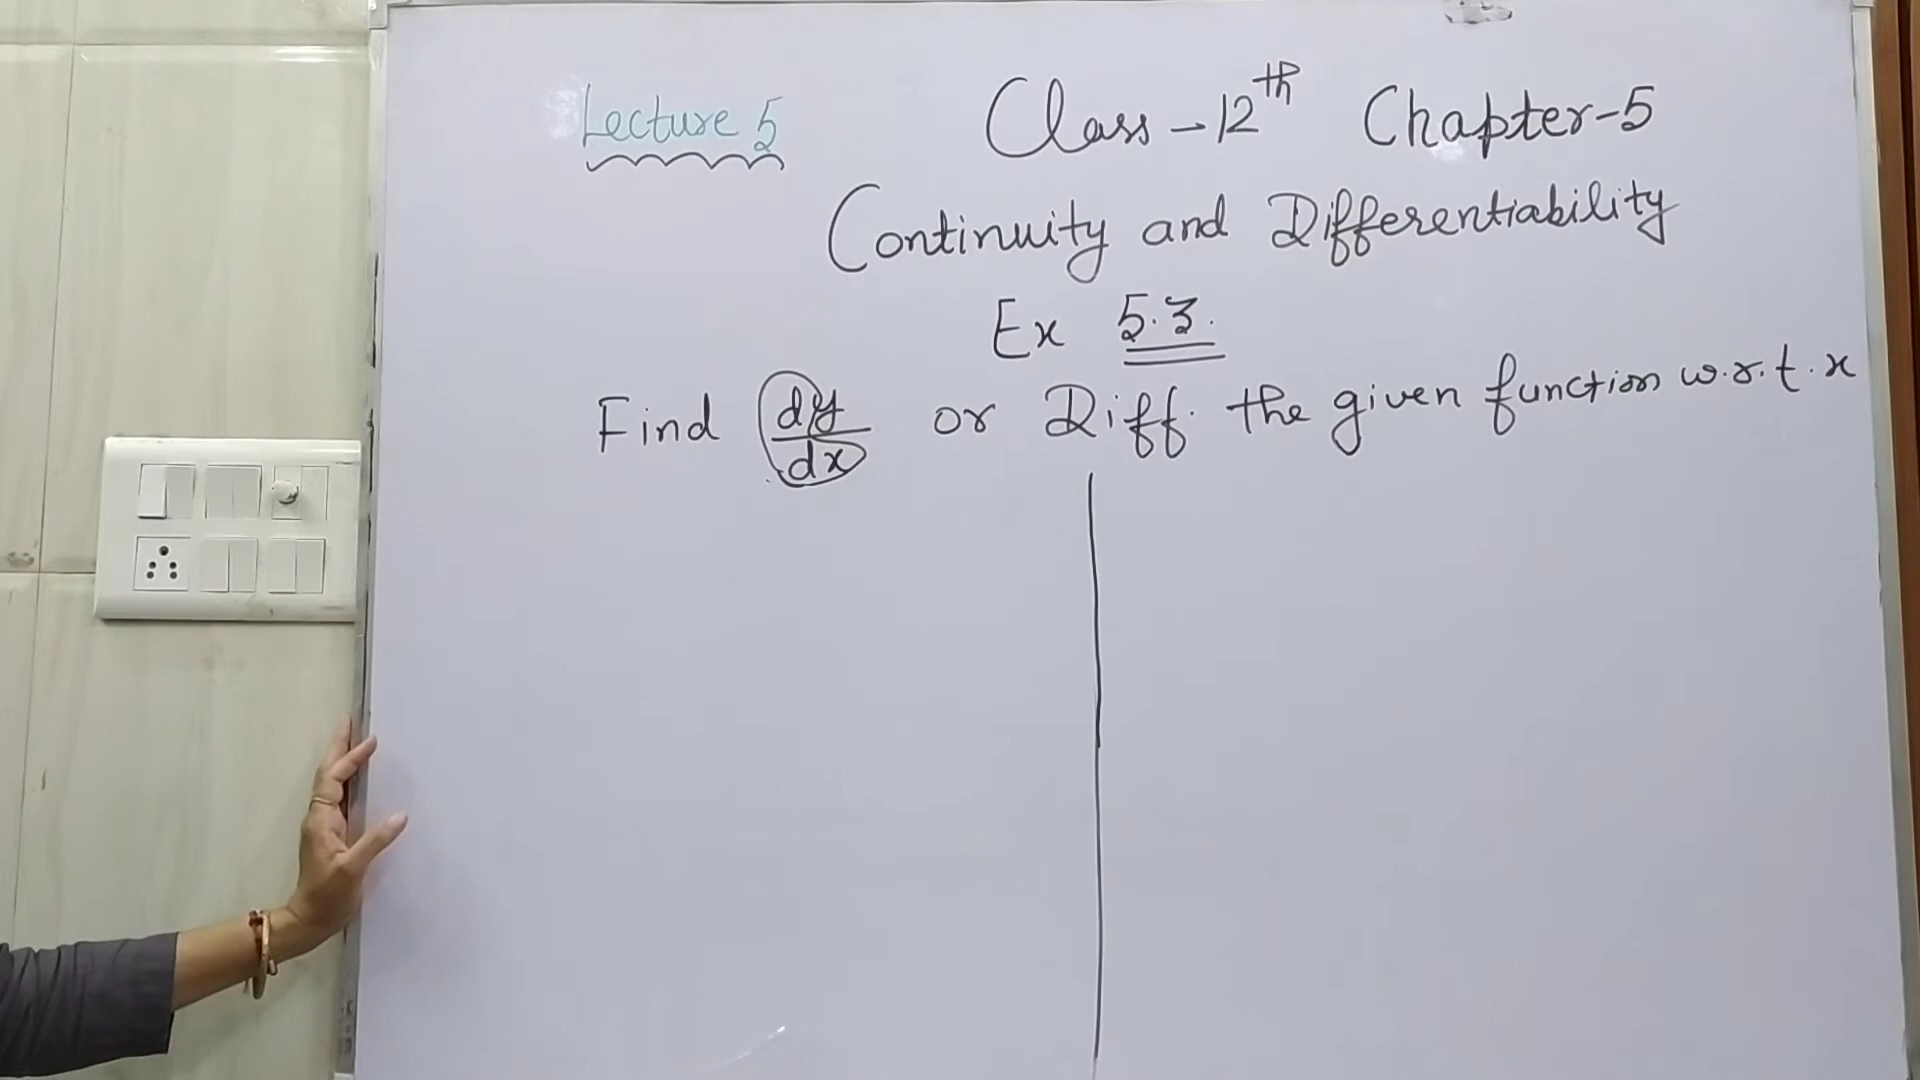 Lecture 5
Class - 12th Chapter-5
Continuity and Differentiability
Ex 5.3.
Find dy/dx or Diff. the given function w.r.t. x